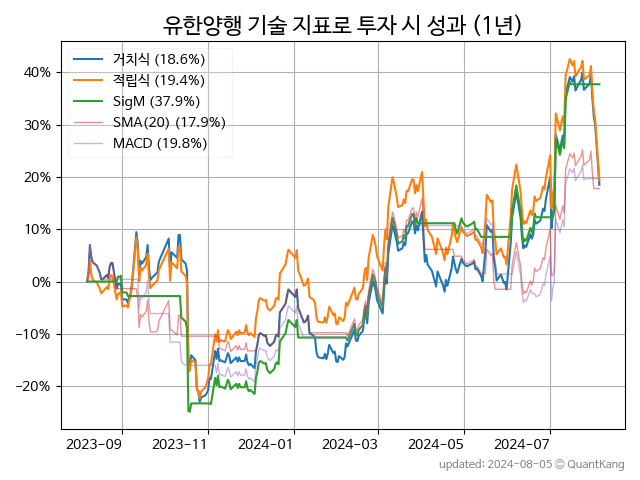 유한양행 기술 지표로 투자 시 성과 (1년)
거치식 (18.6%)
적립식 (19.4%)
SigM (37.9%)
SMA(20) (17.9%)
MACD (19.8%)
40%
30%
20%
10%
0%
−10%
−20%
2023-09 2023-11 2024-01 2024-03 2024-05 2024-07
updated: 2024-08-05 © QuantKang